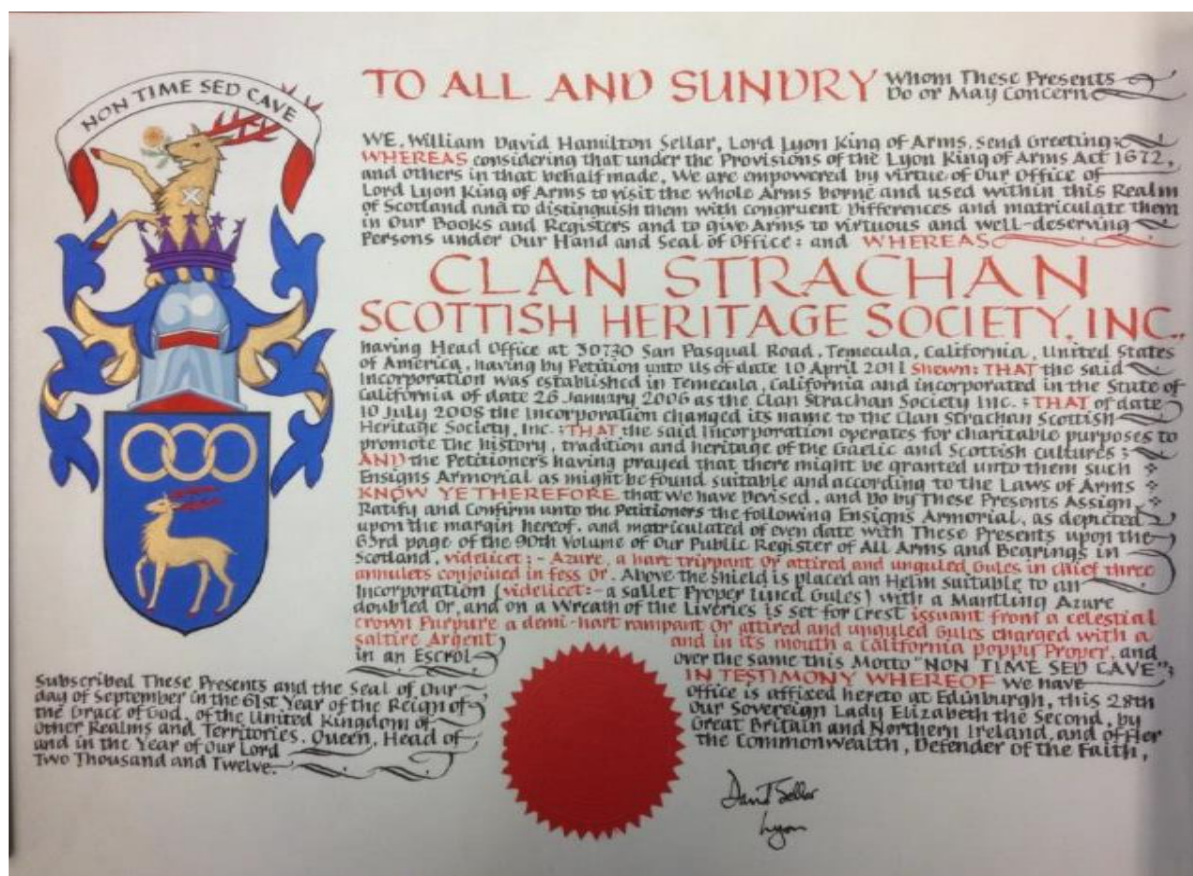 NON TIME SED CAVE
TO ALL AND SUNDRY Whom These Presents
Do or May Concern
WE, William David Hamilton Sellar, Lord Lyon King of Arms, send Greeting:
WHEREAS considering that under the Provisions of the Lyon King of Arms Act 1672,
and others in that behalf made, We are empowered by virtue of Our Office of
Lord Lyon King of Arms to visit the whole Arms borne and used within this Realm
of Scotland and to distinguish them with congruent Differences and matriculate them
in Our Books and Registers and to give Arms to virtuous and well-deserving
Persons under Our Hand and Seal of Office: and WHEREAS
CLAN STRACHAN
SCOTTISH HERITAGE SOCIETY, INC.,
having Head Office at 30730 San Pasqual Road, Temecula, California, United States
of America, having by Petition unto Us of date 10 April 2011 Shewn: THAT the said
Incorporation was established in Temecula, California and incorporated in the State of
California of date 26 January 2006 as the Clan Strachan Society Inc.; THAT of date
10 July 2008 the Incorporation changed its name to the Clan Strachan Scottish
Heritage Society, Inc.; THAT the said Incorporation operates for charitable purposes to
promote the history, tradition and heritage of the Gaelic and Scottish cultures;
AND the Petitioners having prayed that there might be granted unto them such
Ensigns Armorial as might be found suitable and according to the Laws of Arms
KNOW YE THEREFORE that We have Devised, and Do by These Presents Assign,
Ratify and Confirm unto the Petitioners the following Ensigns Armorial, as depicted
upon the margin hereof, and matriculated of even date with These Presents upon the
63rd page of the 90th Volume of Our Public Register of All Arms and Bearings in
Scotland, videlicet:- Azure, a hart trippant Or attired and unguled Gules in chief three
annulets conjoined in fess Or. Above the shield is placed an Helm suitable to an
Incorporation (videlicet:- a sallet Proper lined Gules) with a Mantling Azure
doubled Or, and on a Wreath of the Liveries is set for Crest issuant from a celestial
crown Purpure a demi-hart rampant Or attired and unguled Gules charged with a
saltire Argent and in its mouth a California poppy Proper, and
in an Escrol over the same this Motto "NON TIME SED CAVE";
IN TESTIMONY WHEREOF We have
Subscribed These Presents and the Seal of Our Office is affixed hereto at Edinburgh, this 28th
day of September in the 61st Year of the Reign of Our Sovereign Lady Elizabeth the Second, by
the Grace of God, of the United Kingdom of Great Britain and Northern Ireland, and of Her
Other Realms and Territories, Queen, Head of the Commonwealth, Defender of the Faith,
and in the Year of Our Lord
Two Thousand and Twelve.
David Sellar
Lyon